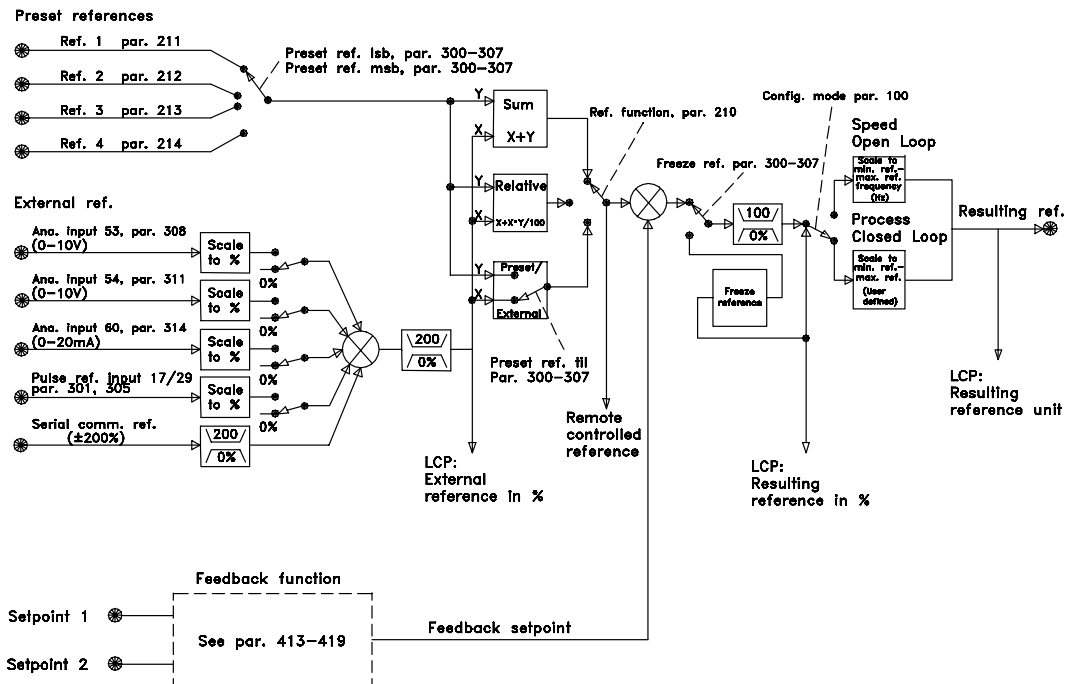 Preset references
Ref. 1 par. 211
Ref. 2 par. 212
Ref. 3 par. 213
Ref. 4 par. 214
Preset ref. lsb, par. 300-307
Preset ref. msb, par. 300-307
External ref.
Ana. input 53, par. 308
(0-10V)
Ana. input 54, par. 311
(0-10V)
Ana. input 60, par. 314
(0-20mA)
Pulse ref. input 17/29
par. 301, 305
Serial comm. ref.
(±200%)
Scale
to %
0%
Scale
to %
0%
Scale
to %
0%
Scale
to %
0%
200
0%
200
0%
Y
X
Sum
X+Y
Y
X
Relative
X+X*Y/100
Y
X
Preset/
External
Preset ref. til
Par. 300-307
LCP:
External
reference in %
Ref. function, par. 210
Remote
controlled
reference
Freeze ref. par. 300-307
100
0%
Freeze
reference
Config. mode par. 100
LCP:
Resulting
reference in %
Speed
Open Loop
Scale to
min. ref.-
max. ref.
frequency
(Hz)
Process
Closed Loop
Scale to
min. ref.-
max. ref.
(User
defined)
Resulting ref.
LCP:
Resulting
reference unit
Feedback function
Setpoint 1
See par. 413-419
Setpoint 2
Feedback setpoint